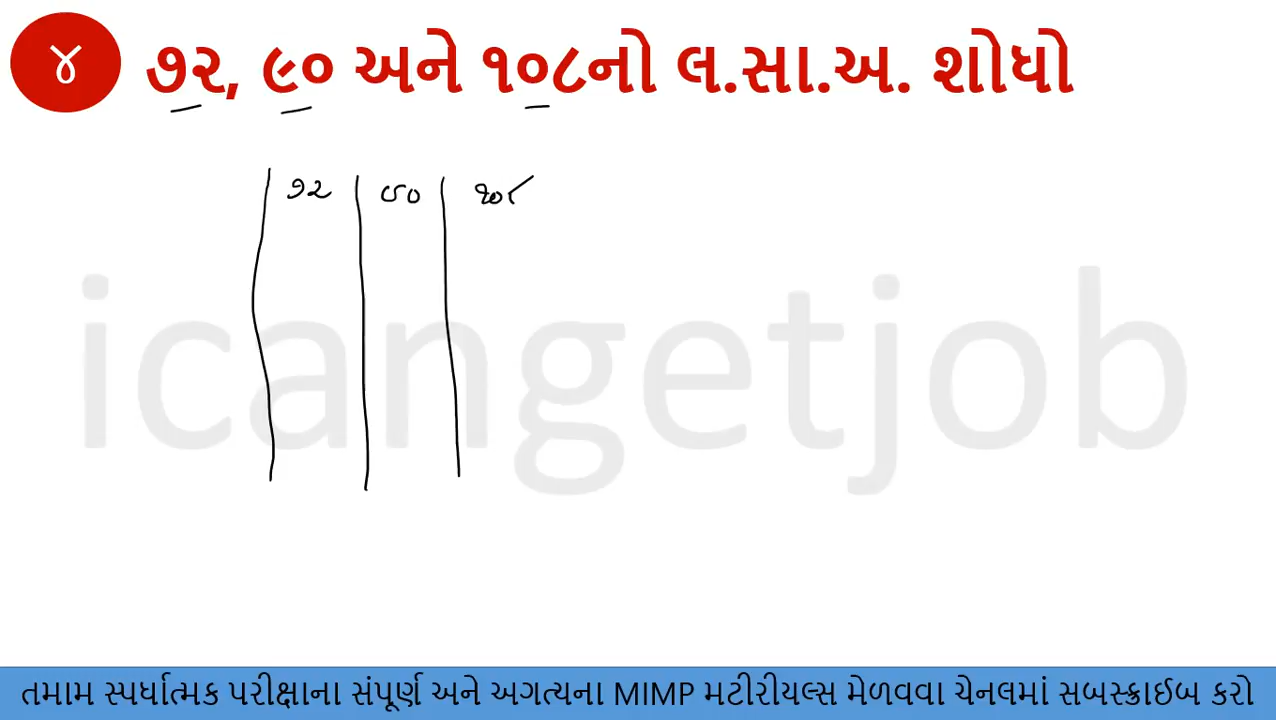 ૪ ૭૨, ૯૦ અને ૧૦૮નો લ.સા.અ. શોધો
૭૨ ૯૦ ૧૦૮
icangetjob
તમામ સ્પર્ધાત્મક પરીક્ષાના સંપૂર્ણ અને અગત્યના MIMP મટીરીયલ્સ મેળવવા ચેનલમાં સબસ્ક્રાઈબ કરો